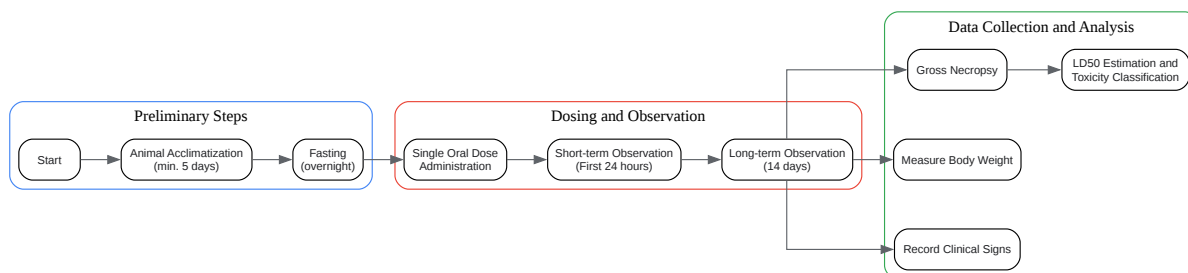 Data Collection and Analysis
Gross Necropsy
LD50 Estimation and
Toxicity Classification
Preliminary Steps
Dosing and Observation
Start
Animal Acclimatization
(min. 5 days)
Fasting
(overnight)
Single Oral Dose
Administration
Short-term Observation
(First 24 hours)
Long-term Observation
(14 days)
Measure Body Weight
Record Clinical Signs